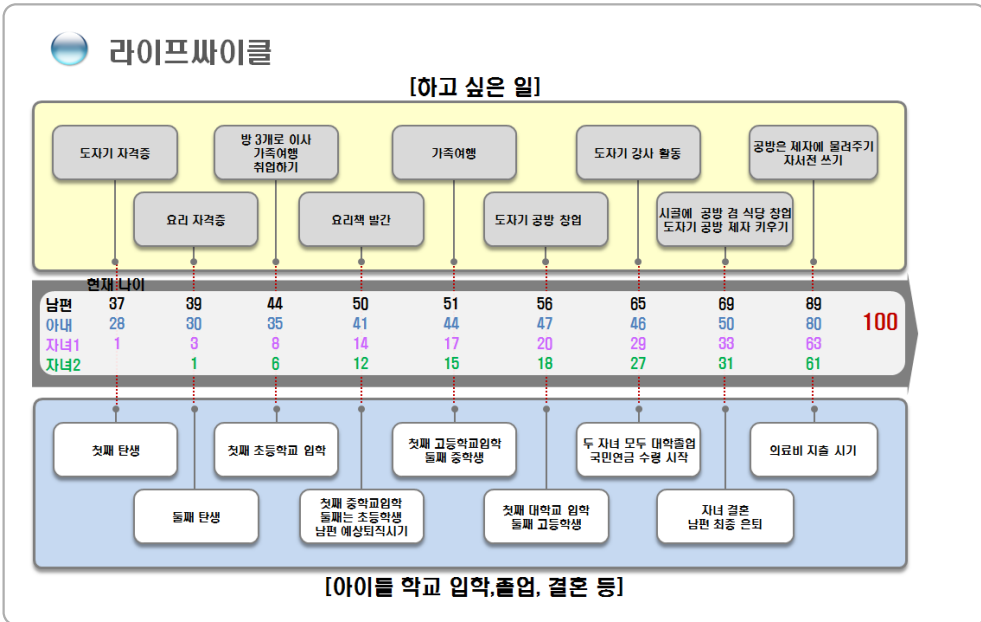 라이프싸이클
[하고 싶은 일]
도자기 자격증
방 3개로 이사
가족여행
취업하기
가족여행
도자기 강사 활동
공방은 제자에 물려주기
자서전 쓰기
요리 자격증
요리책 발간
도자기 공방 창업
시글에 공방 겸 식당 창업
도자기 공방 제자 키우기
현재 나이
남편 37 39 44 50 51 56 65 69 89
아내 28 30 35 41 44 47 46 50 80
자녀1 1 3 8 14 17 20 29 33 63
자녀2 1 6 12 15 18 27 31 61
100
첫째 탄생
첫째 초등학교 입학
첫째 고등학교입학
둘째 중학생
두 자녀 모두 대학졸업
국민연금 수령 시작
의료비 지출 시기
둘째 탄생
첫째 중학교입학
둘째는 초등학생
남편 예상퇴직시기
첫째 대학교 입학
둘째 고등학생
자녀 결혼
남편 최종 은퇴
[아이들 학교 입학,졸업, 결혼 등]